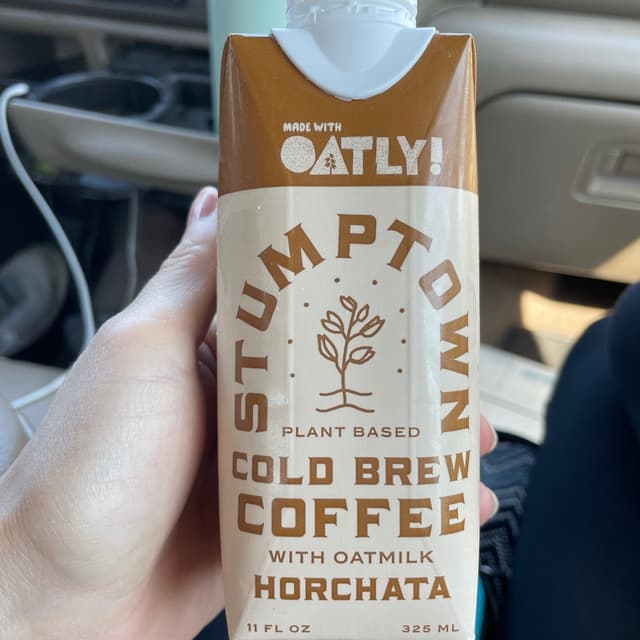 MADE WITH
OATLY!
STUMPTOWN
PLANT BASED
COLD BREW
COFFEE
WITH OATMILK
HORCHATA
11 FL OZ 325 ML